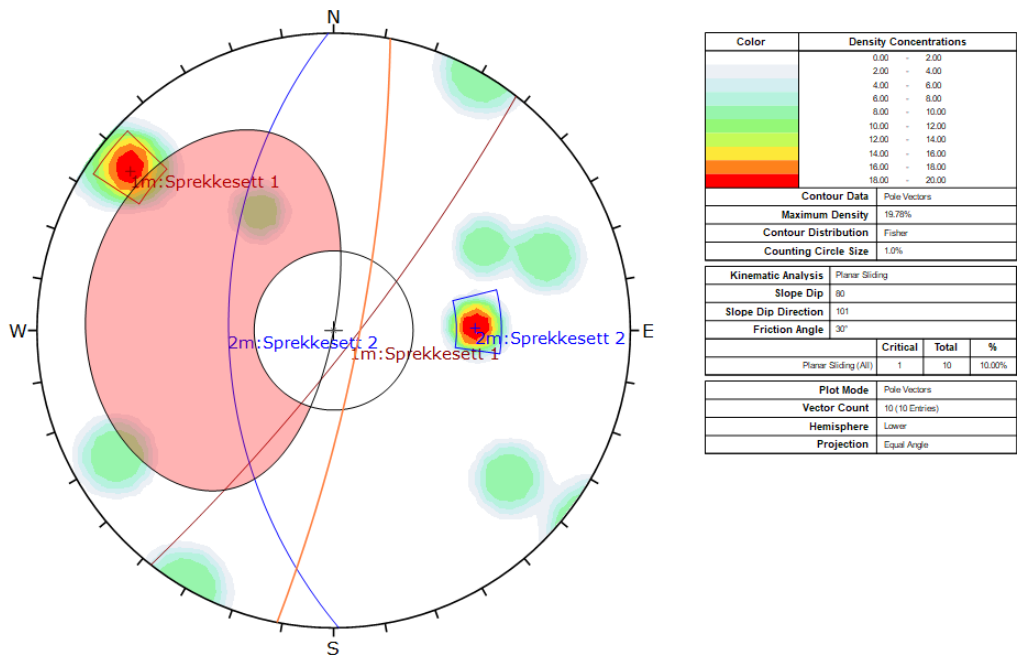 N
W
E
S
1m:Sprekkesett 1
2m:Sprekkesett 2
2m:Sprekkesett 2
1m:Sprekkesett 1
Color Density Concentrations
0.00 - 2.00
2.00 - 4.00
4.00 - 6.00
6.00 - 8.00
8.00 - 10.00
10.00 - 12.00
12.00 - 14.00
14.00 - 16.00
16.00 - 18.00
18.00 - 20.00
Contour Data Pole Vectors
Maximum Density 19.78%
Contour Distribution Fisher
Counting Circle Size 1.0%
Kinematic Analysis Planar Sliding
Slope Dip 80
Slope Dip Direction 101
Friction Angle 30°
Critical Total %
Planar Sliding (All) 1 10 10.00%
Plot Mode Pole Vectors
Vector Count 10 (10 Entries)
Hemisphere Lower
Projection Equal Angle